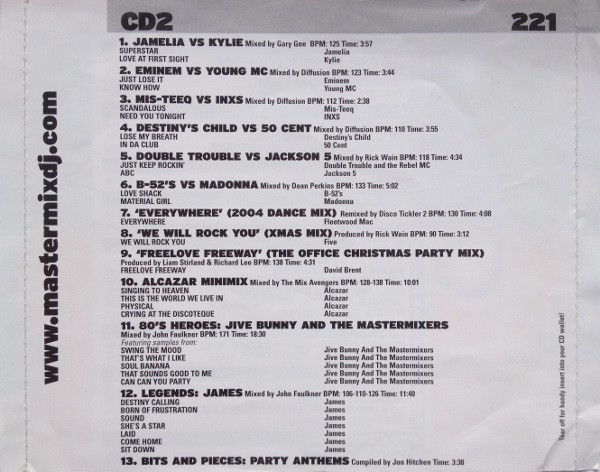 CD2 221
1. JAMELIA VS KYLIE Mixed by Gary Gee BPM: 125 Time: 3:57
SUPERSTAR Jamelia
LOVE AT FIRST SIGHT Kylie
2. EMINEM VS YOUNG MC Mixed by Diffusion BPM: 123 Time: 3:44
JUST LOSE IT Eminem
KNOW HOW Young MC
3. MIS-TEEQ VS INXS Mixed by Diffusion BPM: 112 Time: 2:38
SCANDALOUS Mis-Teeq
NEED YOU TONIGHT INXS
4. DESTINY'S CHILD VS 50 CENT Mixed by Diffusion BPM: 110 Time: 3:55
LOSE MY BREATH Destiny's Child
IN DA CLUB 50 Cent
5. DOUBLE TROUBLE VS JACKSON 5 Mixed by Rick Wain BPM: 118 Time: 4:34
JUST KEEP ROCKIN' Double Trouble and the Rebel MC
ABC Jackson 5
6. B-52'S VS MADONNA Mixed by Dean Perkins BPM: 133 Time: 5:02
LOVE SHACK B-52's
MATERIAL GIRL Madonna
7. 'EVERYWHERE' (2004 DANCE MIX) Remixed by Disco Tickler 2 BPM: 130 Time: 4:08
EVERYWHERE Fleetwood Mac
8. 'WE WILL ROCK YOU' (XMAS MIX) Produced by Rick Wain BPM: 90 Time: 3:12
WE WILL ROCK YOU Five
9. 'FREELOVE FREEWAY' (THE OFFICE CHRISTMAS PARTY MIX)
Produced by Liam Stirland & Richard Lee BPM: 138 Time: 4:31
FREELOVE FREEWAY David Brent
10. ALCAZAR MINIMIX Mixed by The Mix Avengers BPM: 128-138 Time: 10:01
SINGING TO HEAVEN Alcazar
THIS IS THE WORLD WE LIVE IN Alcazar
PHYSICAL Alcazar
CRYING AT THE DISCOTEQUE Alcazar
11. 80'S HEROES: JIVE BUNNY AND THE MASTERMIXERS
Mixed by John Faulkner BPM: 171 Time: 18:30
Featuring samples from:
SWING THE MOOD Jive Bunny And The Mastermixers
THAT'S WHAT I LIKE Jive Bunny And The Mastermixers
SOUL BANANA Jive Bunny And The Mastermixers
THAT SOUNDS GOOD TO ME Jive Bunny And The Mastermixers
CAN CAN YOU PARTY Jive Bunny And The Mastermixers
12. LEGENDS: JAMES Mixed by John Faulkner BPM: 106-110-126 Time: 11:40
DESTINY CALLING James
BORN OF FRUSTRATION James
SOUND James
SHE'S A STAR James
LAID James
COME HOME James
SIT DOWN James
13. BITS AND PIECES: PARTY ANTHEMS Compiled by Jon Hitchen Time: 3:38
www.mastermixdj.com
Tear off for handy insert into your CD wallet!